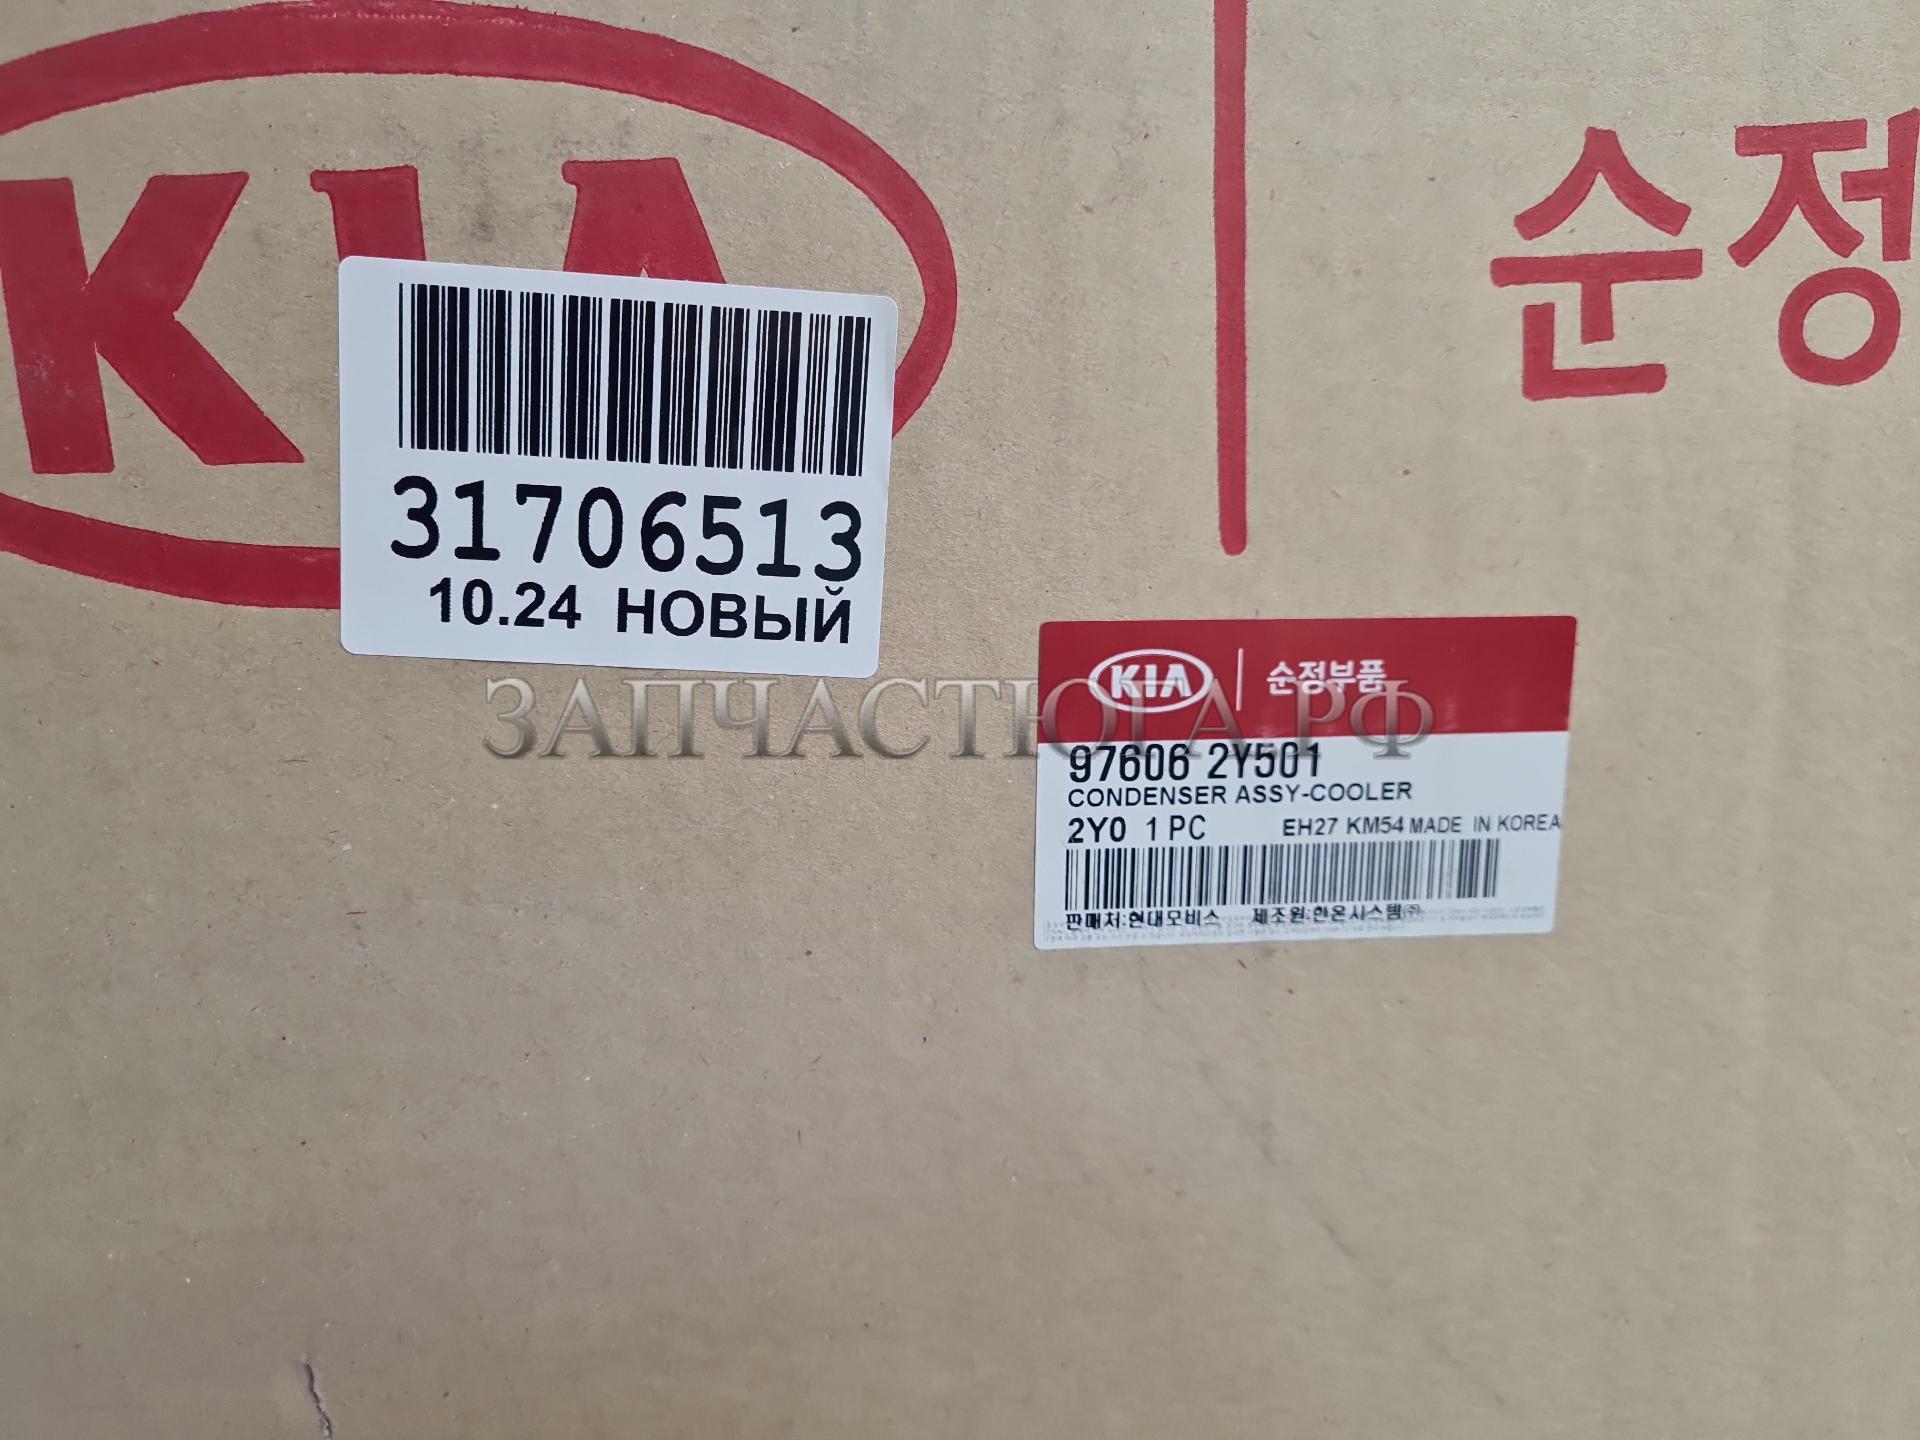 KIA
순정
31706513
10.24 НОВЫЙ
ЗАПЧАСТЮГА.РФ
KIA 순정부품
97606 2Y501
CONDENSER ASSY-COOLER
2Y0 1 PC EH27 KM54 MADE IN KOREA
판매처:현대모비스 제조원:한온시스템㈜